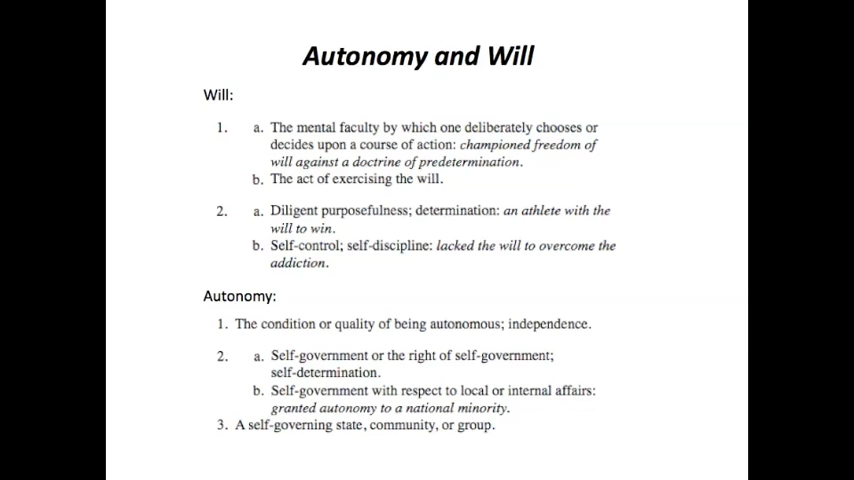 Autonomy and Will
Will:
1. a. The mental faculty by which one deliberately chooses or
decides upon a course of action: championed freedom of
will against a doctrine of predetermination.
b. The act of exercising the will.
2. a. Diligent purposefulness; determination: an athlete with the
will to win.
b. Self-control; self-discipline: lacked the will to overcome the
addiction.
Autonomy:
1. The condition or quality of being autonomous; independence.
2. a. Self-government or the right of self-government;
self-determination.
b. Self-government with respect to local or internal affairs:
granted autonomy to a national minority.
3. A self-governing state, community, or group.